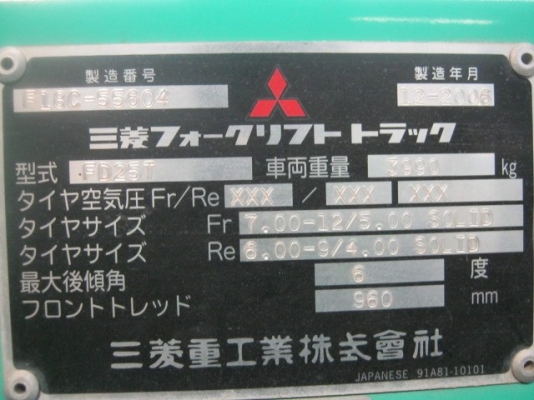 製造番号 製造年月
F18C-55604 12-2006
三菱フォークリフトトラック
型式 FD25T 車両重量 3990 kg
タイヤ空気圧 Fr/Re XXX / XXX XXX
タイヤサイズ Fr 7.00-12/5.00 SOLID
タイヤサイズ Re 6.00-9/4.00 SOLID
最大後傾角 6 度
フロントトレッド 960 mm
三菱重工業株式會社
JAPANESE 91A81-10101